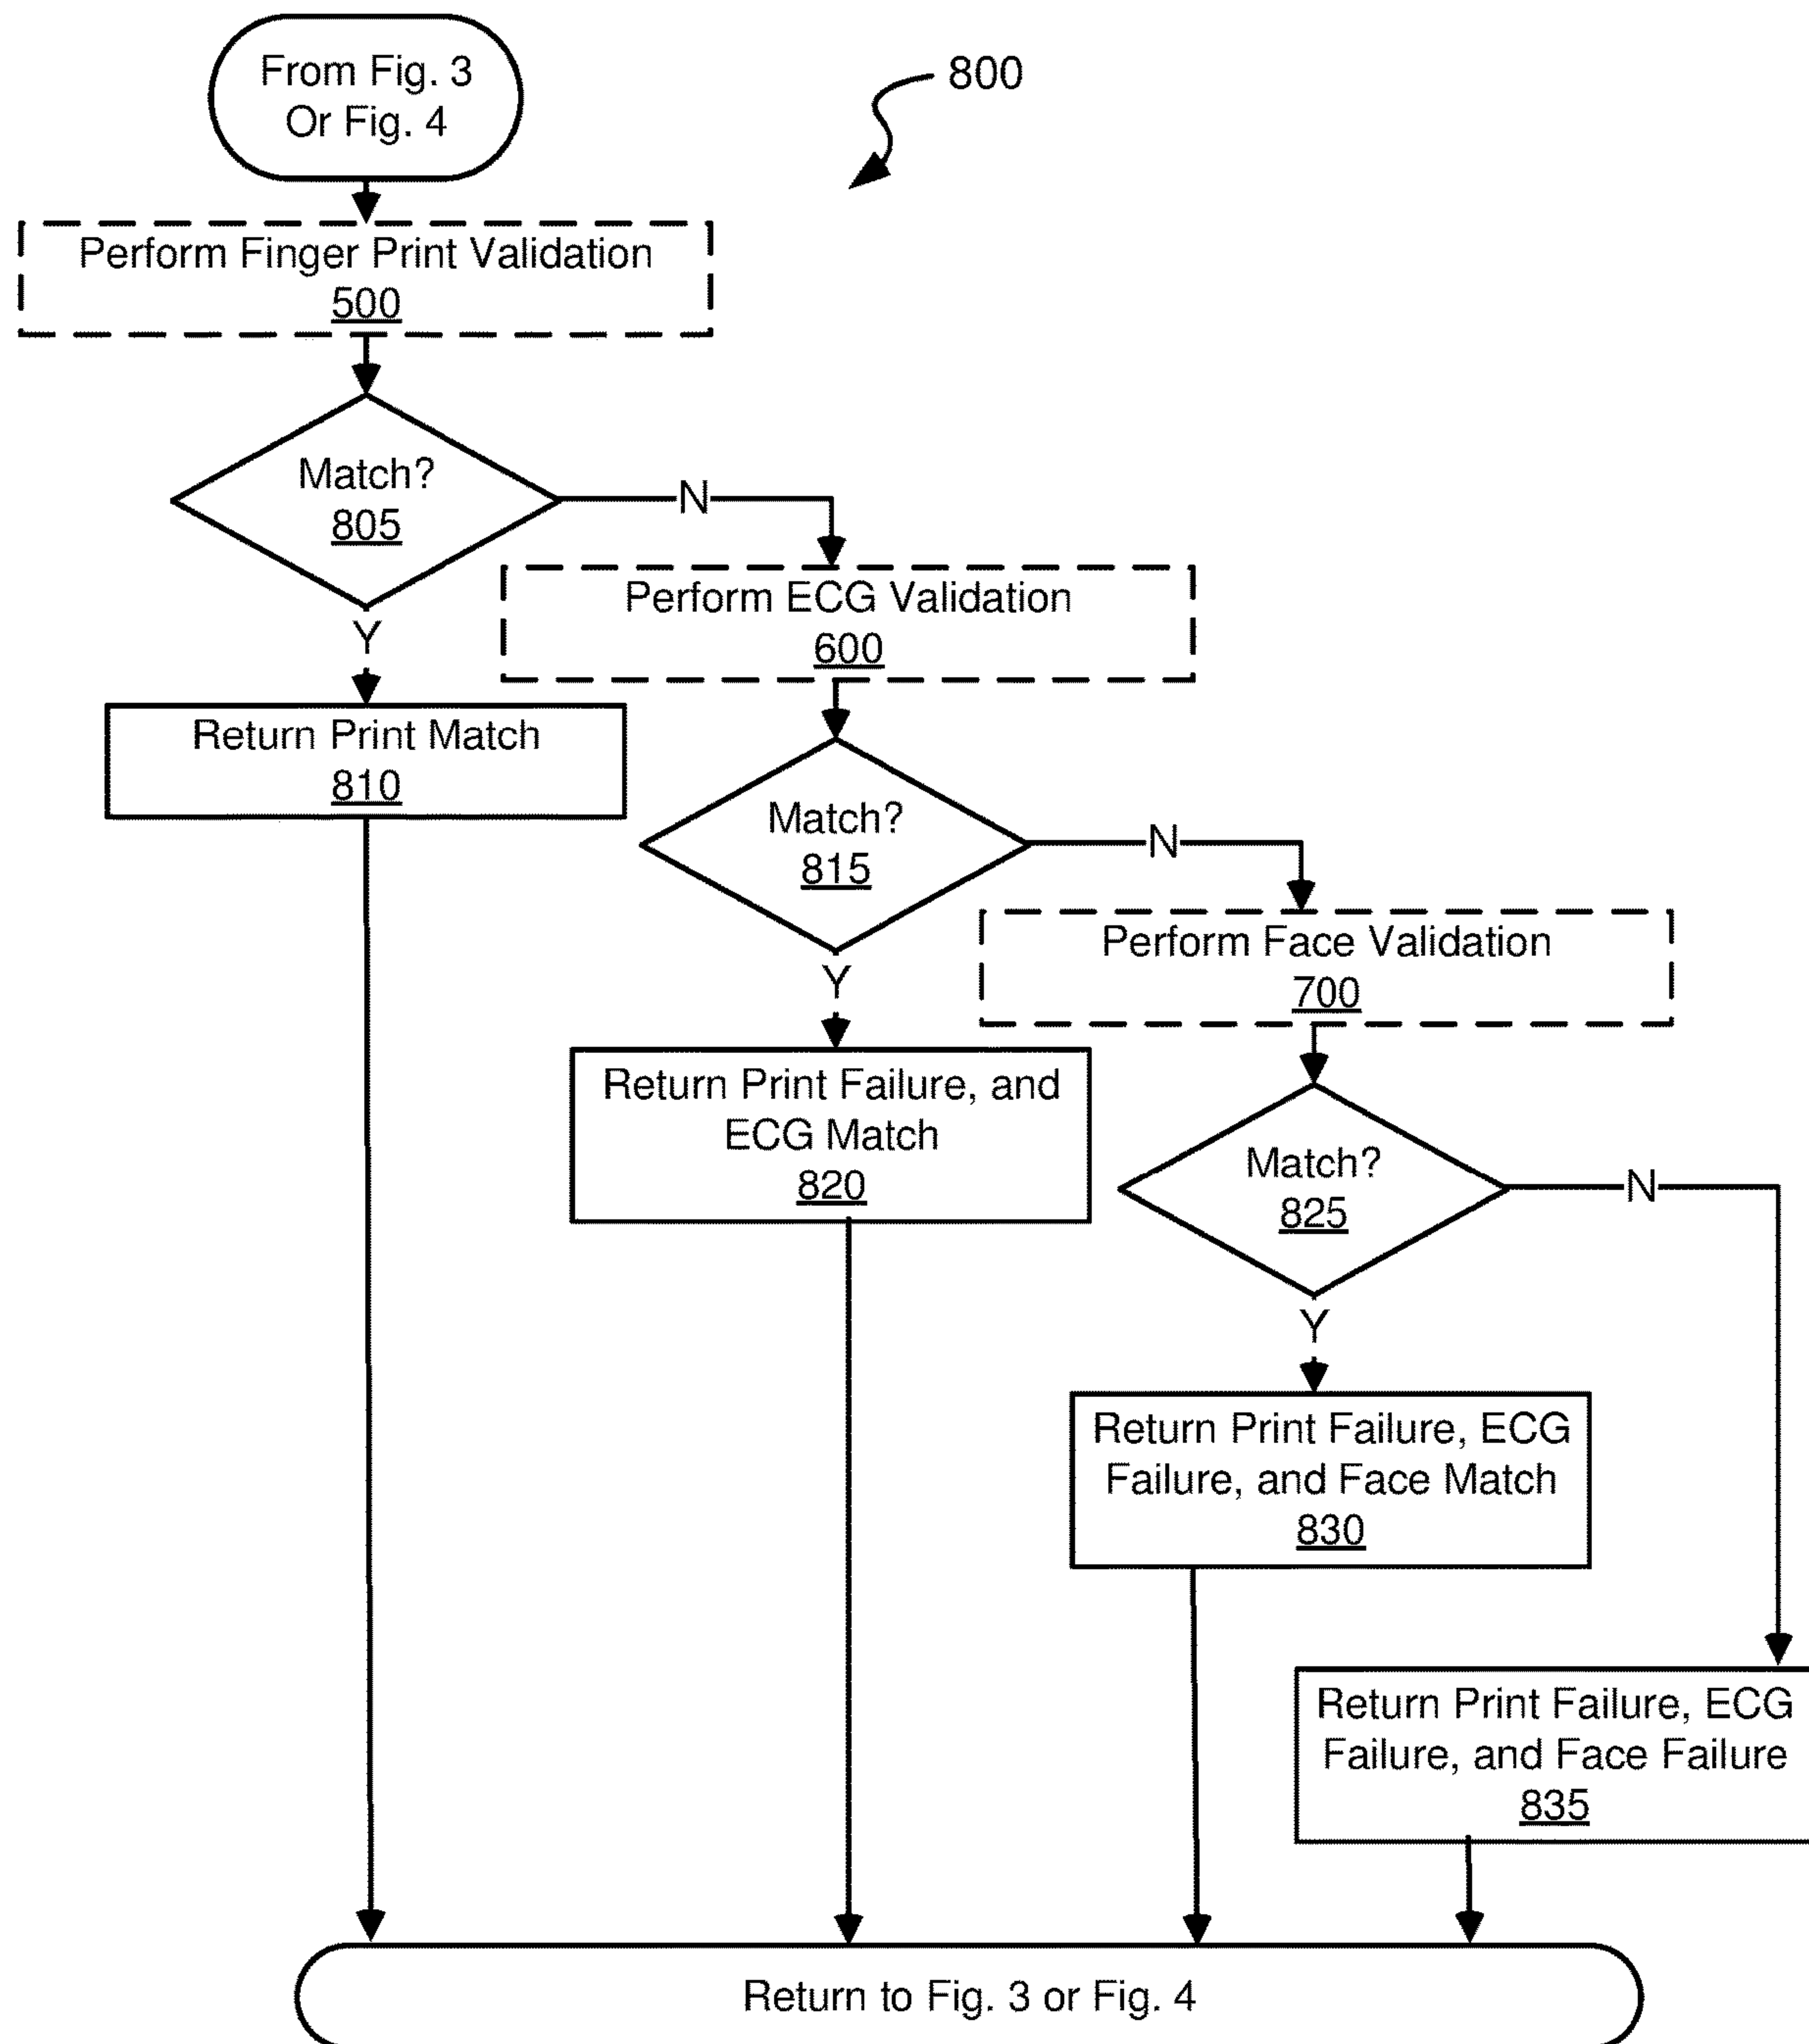 From Fig. 3
Or Fig. 4
800
Perform Finger Print Validation
500
Match?
805
N
Y
Perform ECG Validation
600
Return Print Match
810
Match?
815
N
Y
Perform Face Validation
700
Return Print Failure, and
ECG Match
820
Match?
825
N
Y
Return Print Failure, ECG
Failure, and Face Match
830
Return Print Failure, ECG
Failure, and Face Failure
835
Return to Fig. 3 or Fig. 4